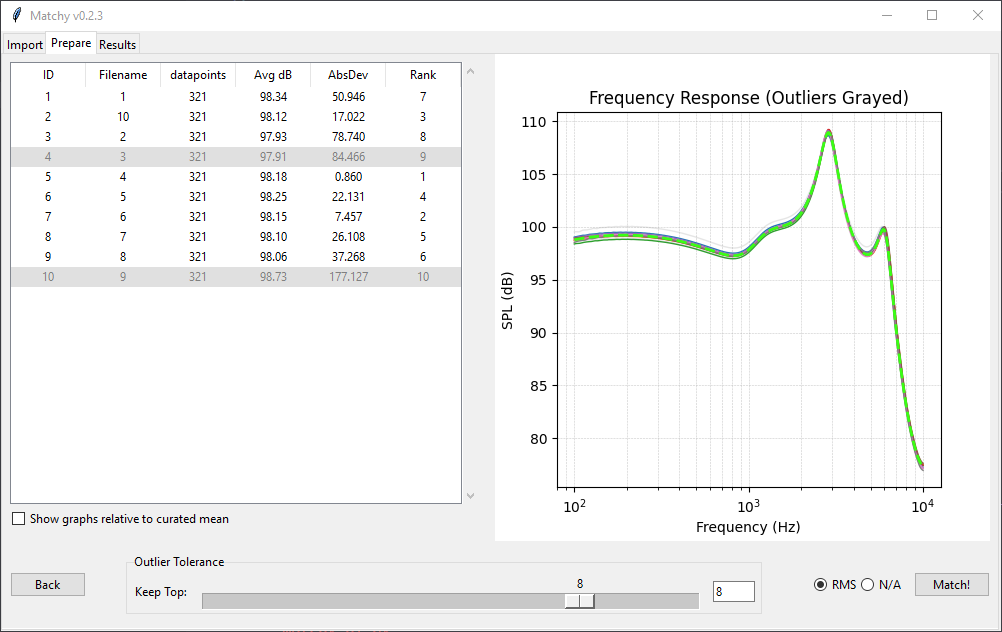 Matchy v0.2.3
Import Prepare Results
ID Filename datapoints Avg dB AbsDev Rank
1 1 321 98.34 50.946 7
2 10 321 98.12 17.022 3
3 2 321 97.93 78.740 8
4 3 321 97.91 84.466 9
5 4 321 98.18 0.860 1
6 5 321 98.25 22.131 4
7 6 321 98.15 7.457 2
8 7 321 98.10 26.108 5
9 8 321 98.06 37.268 6
10 9 321 98.73 177.127 10
Show graphs relative to curated mean
Frequency Response (Outliers Grayed)
SPL (dB)
110
105
100
95
90
85
80
10² 10³ 10⁴
Frequency (Hz)
Back
Outlier Tolerance
Keep Top:
8
8
RMS N/A
Match!